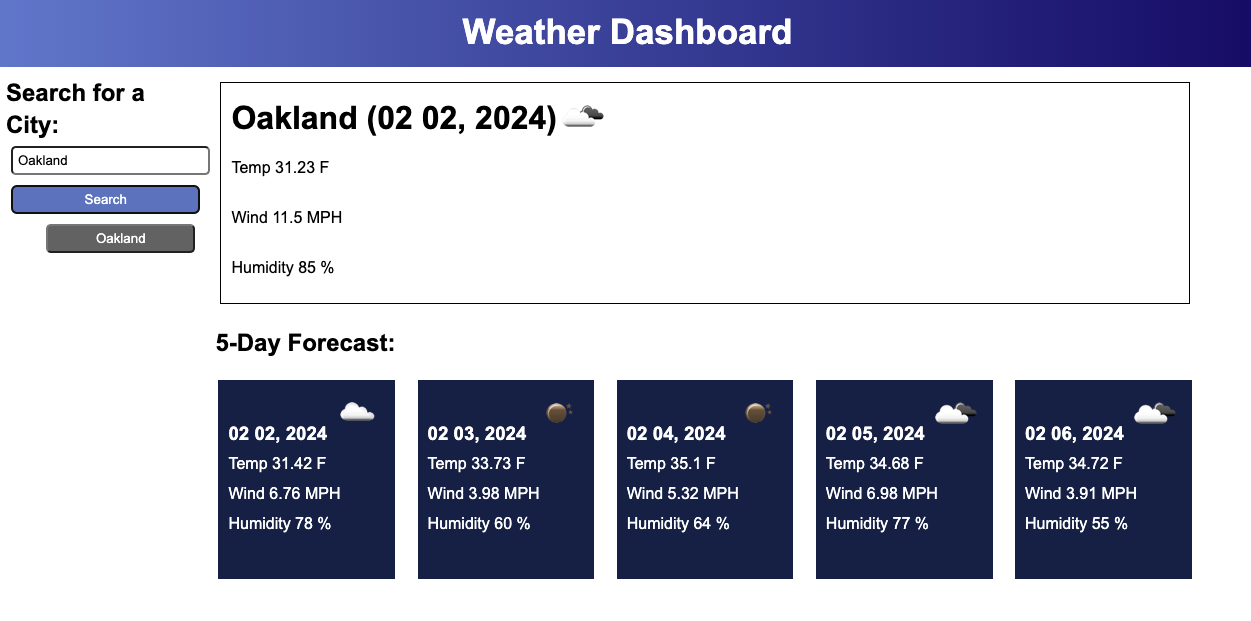 Weather Dashboard
Search for a
City:
Oakland
Search
Oakland
Oakland (02 02, 2024)
Temp 31.23 F
Wind 11.5 MPH
Humidity 85 %
5-Day Forecast:
02 02, 2024
Temp 31.42 F
Wind 6.76 MPH
Humidity 78 %
02 03, 2024
Temp 33.73 F
Wind 3.98 MPH
Humidity 60 %
02 04, 2024
Temp 35.1 F
Wind 5.32 MPH
Humidity 64 %
02 05, 2024
Temp 34.68 F
Wind 6.98 MPH
Humidity 77 %
02 06, 2024
Temp 34.72 F
Wind 3.91 MPH
Humidity 55 %